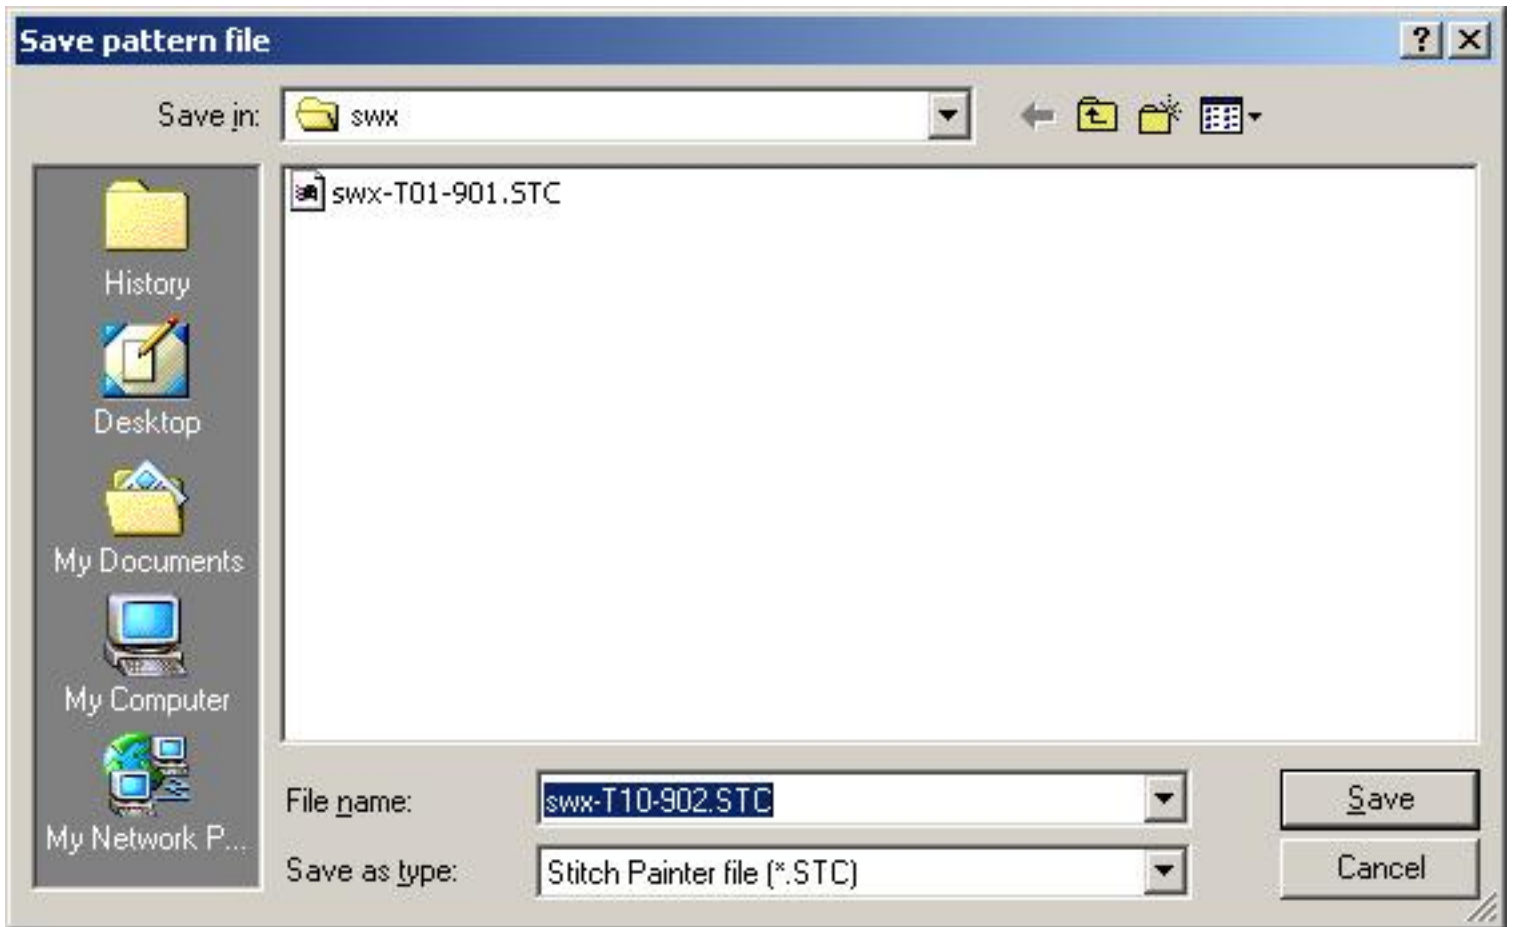 Save pattern file
Save in:
swx
swx-T01-901.STC
History
Desktop
My Documents
My Computer
My Network P...
File name:
swx-T10-902.STC
Save
Save as type:
Stitch Painter file (*.STC)
Cancel